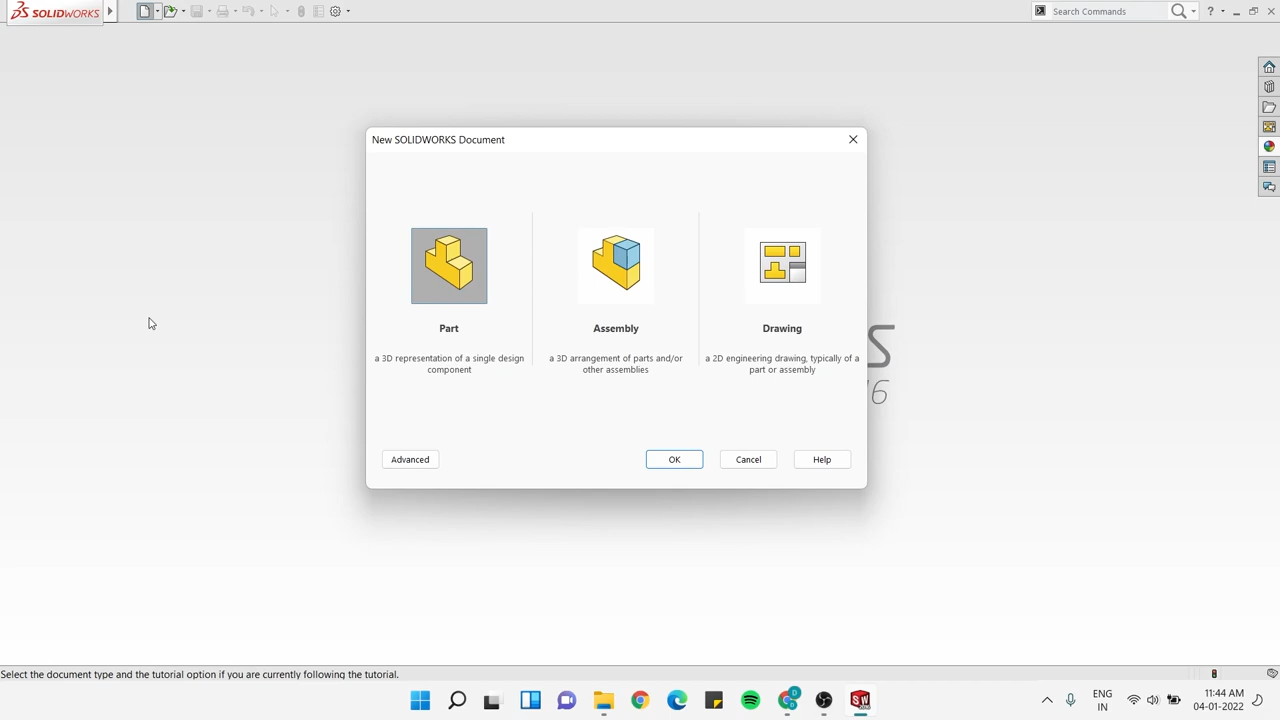 SOLIDWORKS
Search Commands
?
New SOLIDWORKS Document
S
16
Part
Assembly
Drawing
a 3D representation of a single design
component
a 3D arrangement of parts and/or
other assemblies
a 2D engineering drawing, typically of a
part or assembly
Advanced
OK
Cancel
Help
Select the document type and the tutorial option if you are currently following the tutorial.
ENG
IN
11:44 AM
04-01-2022